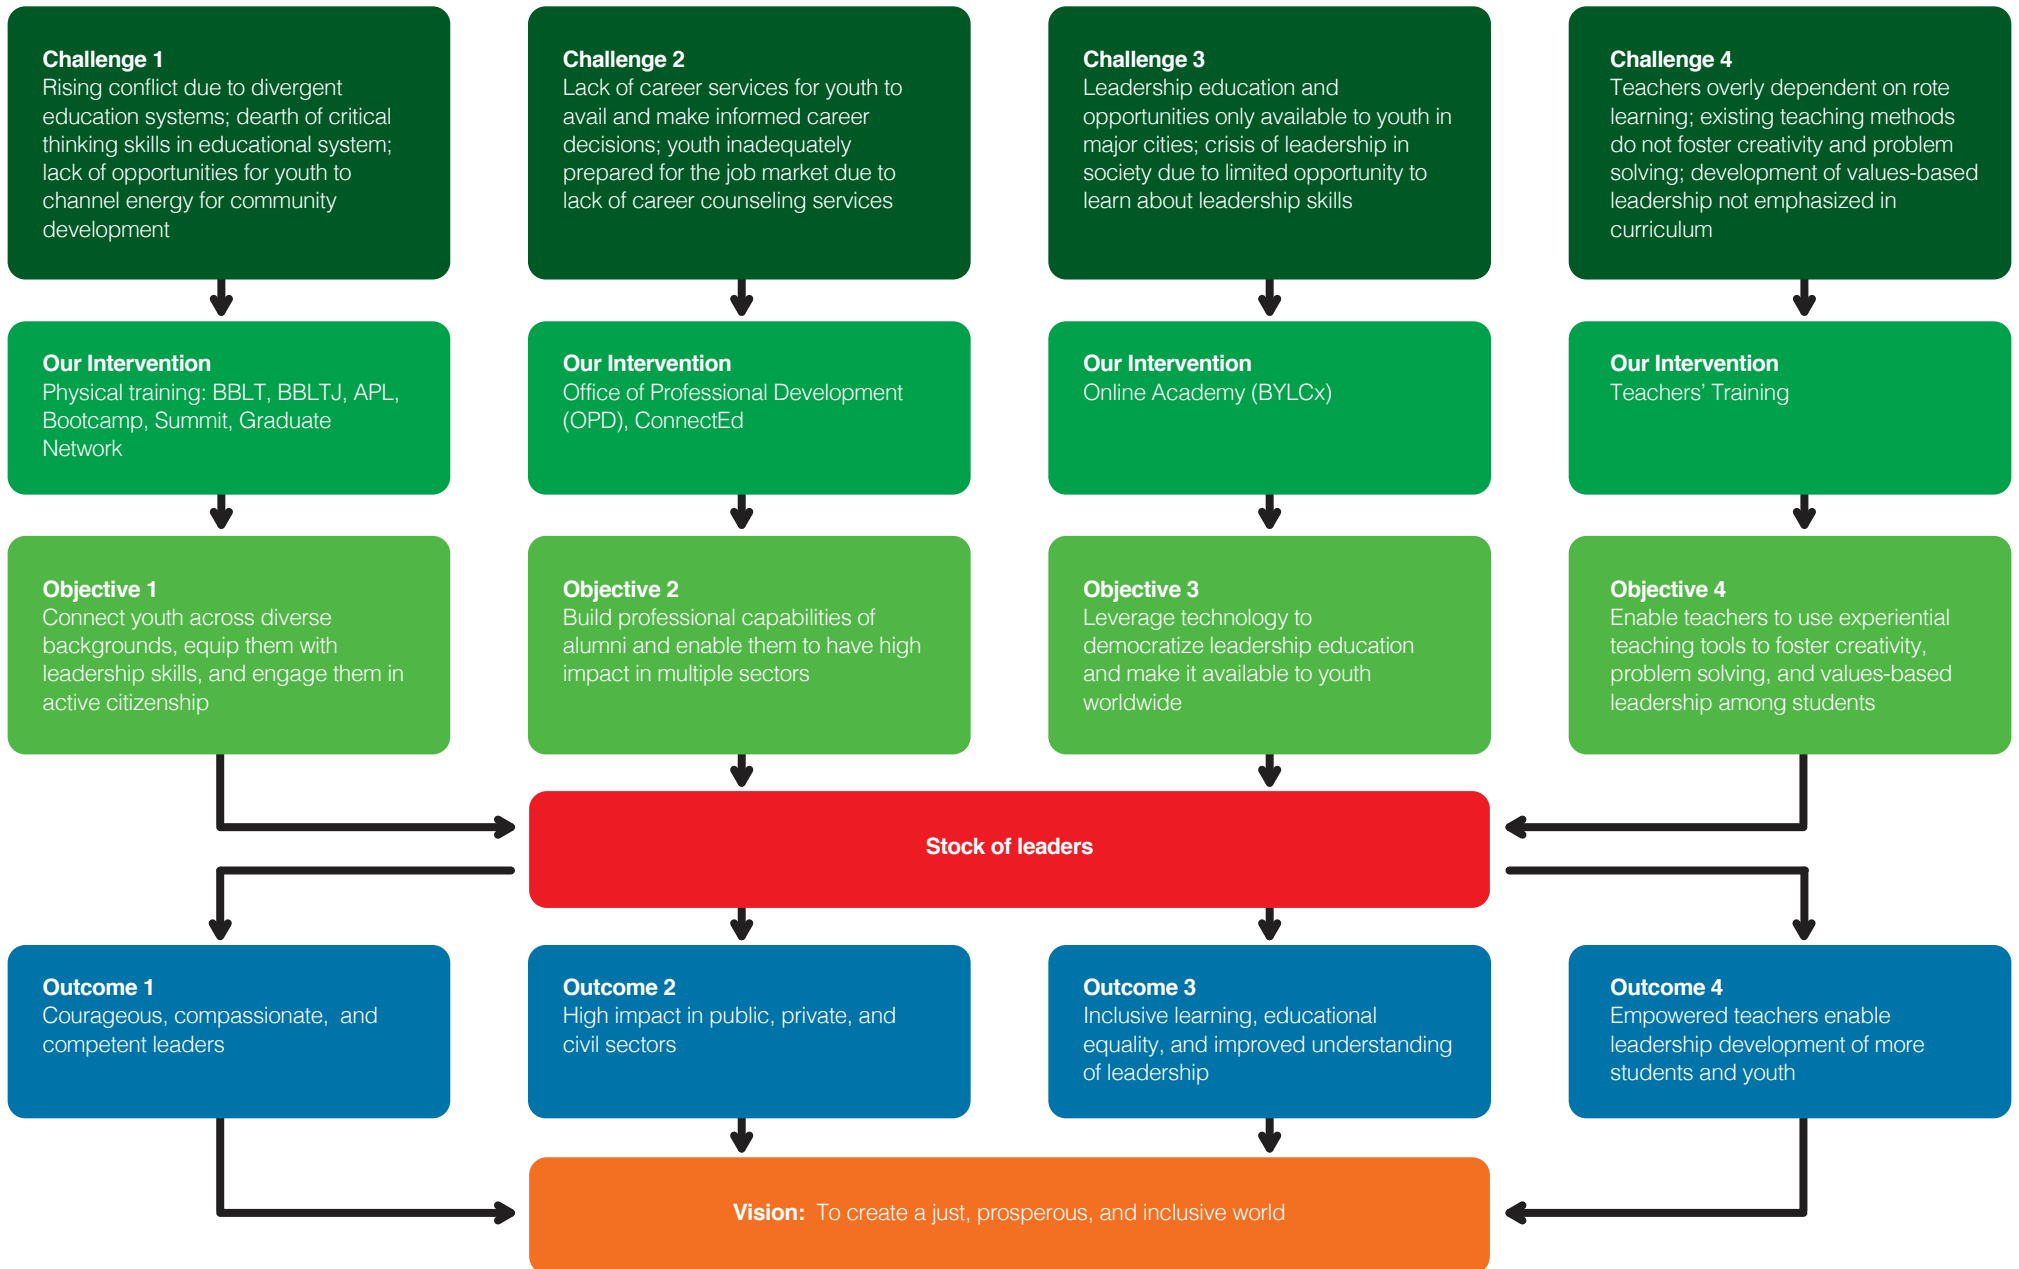 Challenge 1
Rising conflict due to divergent
education systems; dearth of critical
thinking skills in educational system;
lack of opportunities for youth to
channel energy for community
development
Challenge 2
Lack of career services for youth to
avail and make informed career
decisions; youth inadequately
prepared for the job market due to
lack of career counseling services
Challenge 3
Leadership education and
opportunities only available to youth in
major cities; crisis of leadership in
society due to limited opportunity to
learn about leadership skills
Challenge 4
Teachers overly dependent on rote
learning; existing teaching methods
do not foster creativity and problem
solving; development of values-based
leadership not emphasized in
curriculum
Our Intervention
Physical training: BBLT, BBLTJ, APL,
Bootcamp, Summit, Graduate
Network
Our Intervention
Office of Professional Development
(OPD), ConnectEd
Our Intervention
Online Academy (BYLCx)
Our Intervention
Teachers’ Training
Objective 1
Connect youth across diverse
backgrounds, equip them with
leadership skills, and engage them in
active citizenship
Objective 2
Build professional capabilities of
alumni and enable them to have high
impact in multiple sectors
Objective 3
Leverage technology to
democratize leadership education
and make it available to youth
worldwide
Objective 4
Enable teachers to use experiential
teaching tools to foster creativity,
problem solving, and values-based
leadership among students
Stock of leaders
Outcome 1
Courageous, compassionate, and
competent leaders
Outcome 2
High impact in public, private, and
civil sectors
Outcome 3
Inclusive learning, educational
equality, and improved understanding
of leadership
Outcome 4
Empowered teachers enable
leadership development of more
students and youth
Vision: To create a just, prosperous, and inclusive world